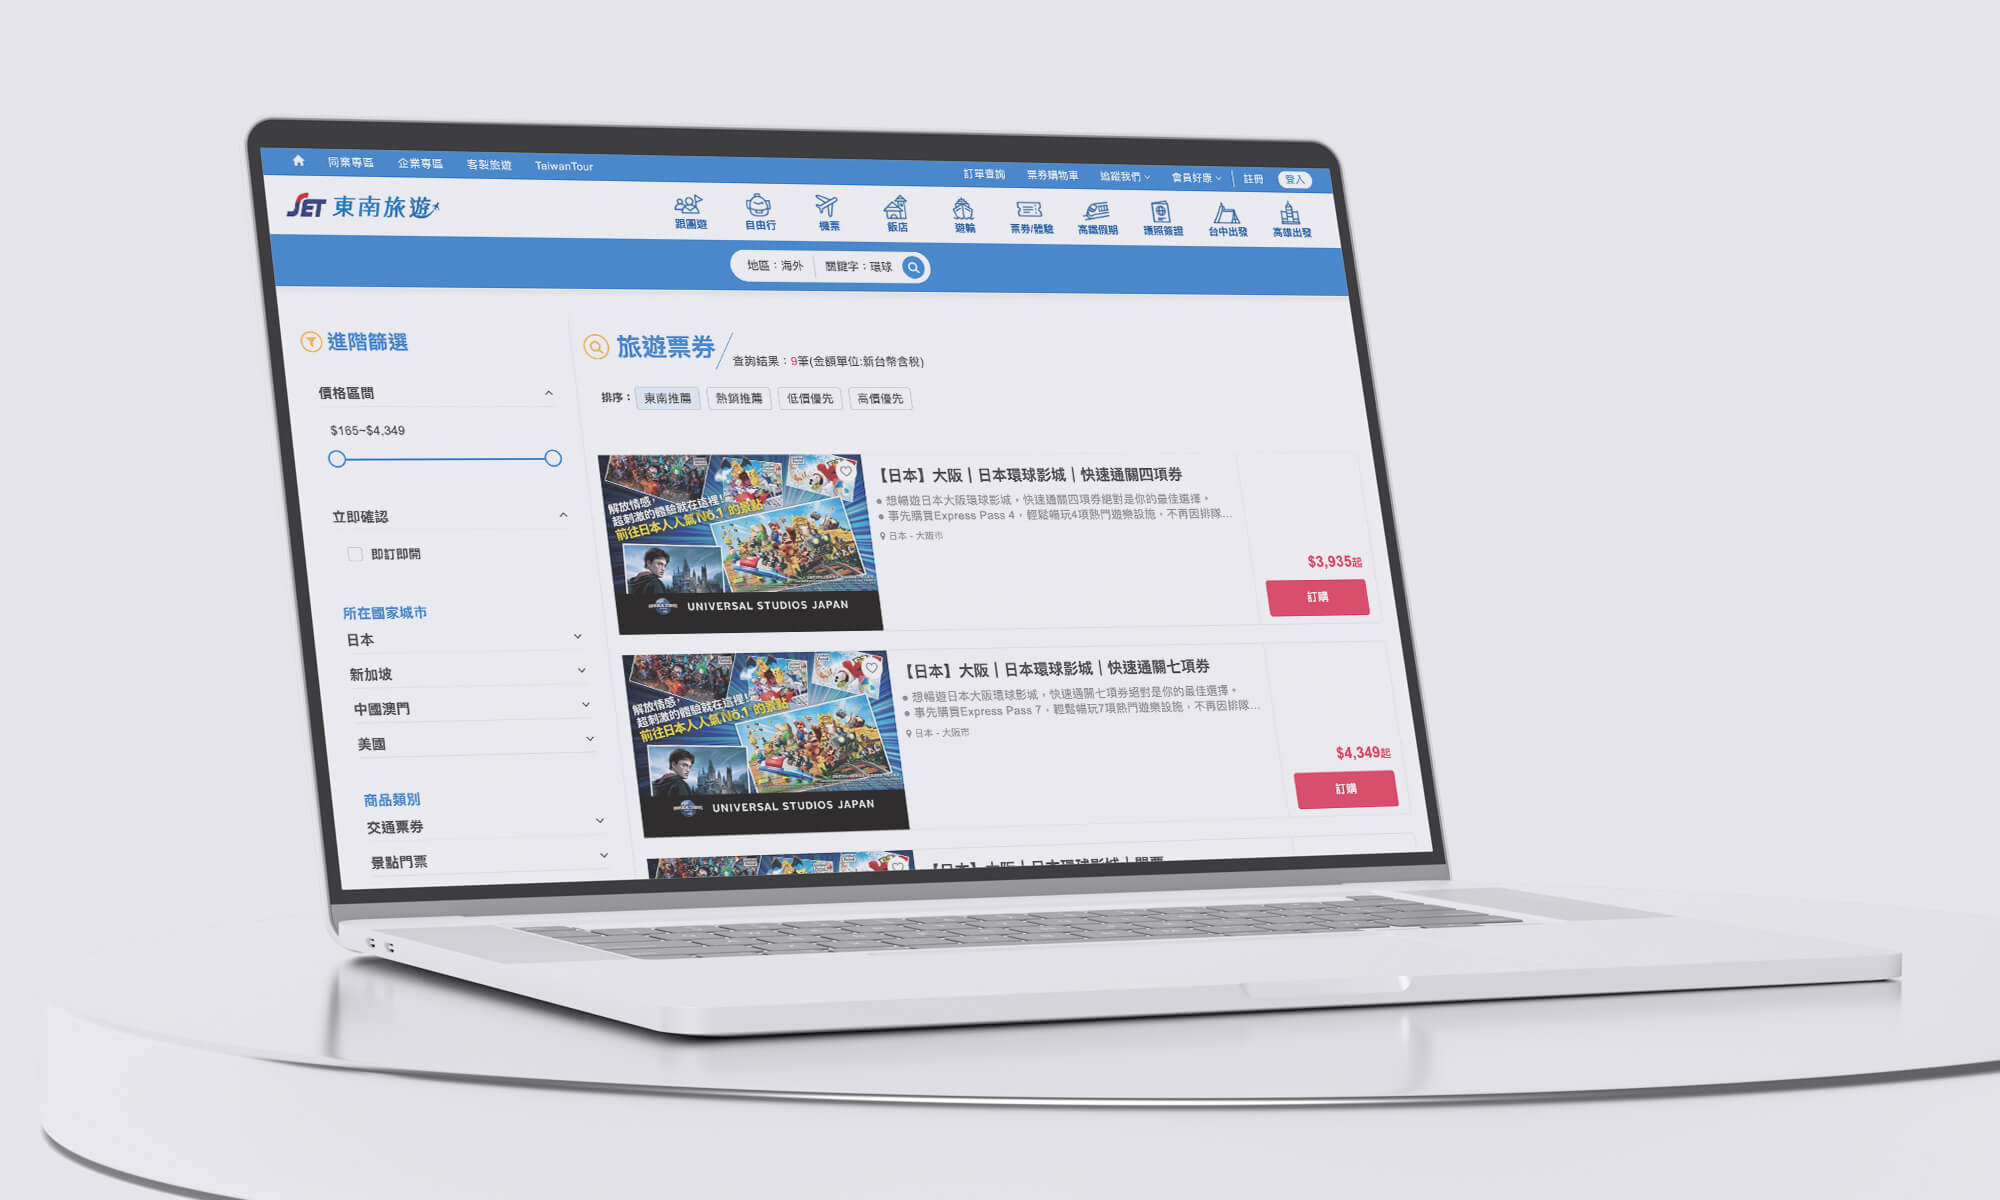 同業專區 企業專區 客製旅遊 TaiwanTour 訂單查詢 票券購物車 追蹤我們 會員好康 註冊 登入
JET 東南旅遊
跟團遊 自由行 機票 飯店 遊輪 票券/體驗 高鐵假期 護照簽證 台中出發 高雄出發
地區：海外 關鍵字：環球
進階篩選
價格區間
$165~$4,349
立即確認
即訂即開
所在國家城市
日本
新加坡
中國澳門
美國
商品類別
交通票券
景點門票
旅遊票券
查詢結果：9筆(金額單位:新台幣含稅)
排序： 東南推薦 熱銷推薦 低價優先 高價優先
解放情感，
超刺激的體驗就在這裡！
前往日本人人氣No.1 的景點
UNIVERSAL STUDIOS JAPAN
【日本】大阪｜日本環球影城｜快速通關四項券
● 想暢遊日本大阪環球影城，快速通關四項券絕對是你的最佳選擇。
● 事先購買Express Pass 4，輕鬆暢玩4項熱門遊樂設施，不再因排隊...
日本 - 大阪市
$3,935起
訂購
解放情感，
超刺激的體驗就在這裡！
前往日本人人氣No.1 的景點
UNIVERSAL STUDIOS JAPAN
【日本】大阪｜日本環球影城｜快速通關七項券
● 想暢遊日本大阪環球影城，快速通關七項券絕對是你的最佳選擇。
● 事先購買Express Pass 7，輕鬆暢玩7項熱門遊樂設施，不再因排隊...
日本 - 大阪市
$4,349起
訂購
【日本】大阪｜日本環球影城｜門票